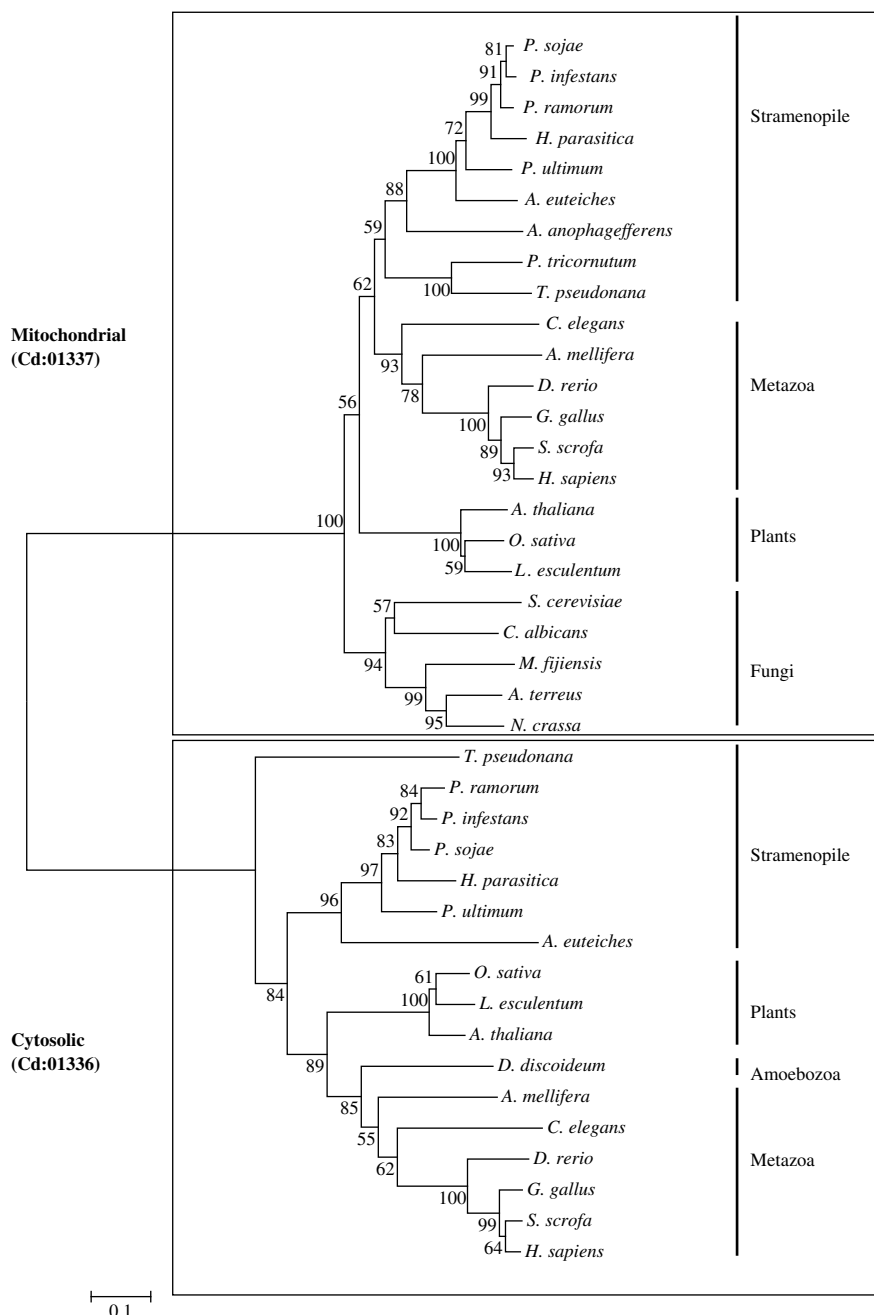 81
P. sojae
91
P. infestans
99
P. ramorum
72
H. parasitica
100
P. ultimum
88
A. euteiches
59
A. anophagefferens
62
P. tricornutum
100
T. pseudonana
Stramenopile
Mitochondrial
(Cd:01337)
C. elegans
93
A. mellifera
78
D. rerio
100
G. gallus
89
S. scrofa
93
H. sapiens
Metazoa
56
100
A. thaliana
100
O. sativa
59
L. esculentum
Plants
57
S. cerevisiae
C. albicans
94
M. fijiensis
99
A. terreus
95
N. crassa
Fungi
T. pseudonana
84
P. ramorum
92
P. infestans
83
P. sojae
97
H. parasitica
96
P. ultimum
A. euteiches
Stramenopile
84
61
O. sativa
100
L. esculentum
A. thaliana
Plants
Cytosolic
(Cd:01336)
89
D. discoideum
Amoebozoa
85
A. mellifera
55
C. elegans
62
D. rerio
100
G. gallus
99
S. scrofa
64
H. sapiens
Metazoa
0.1